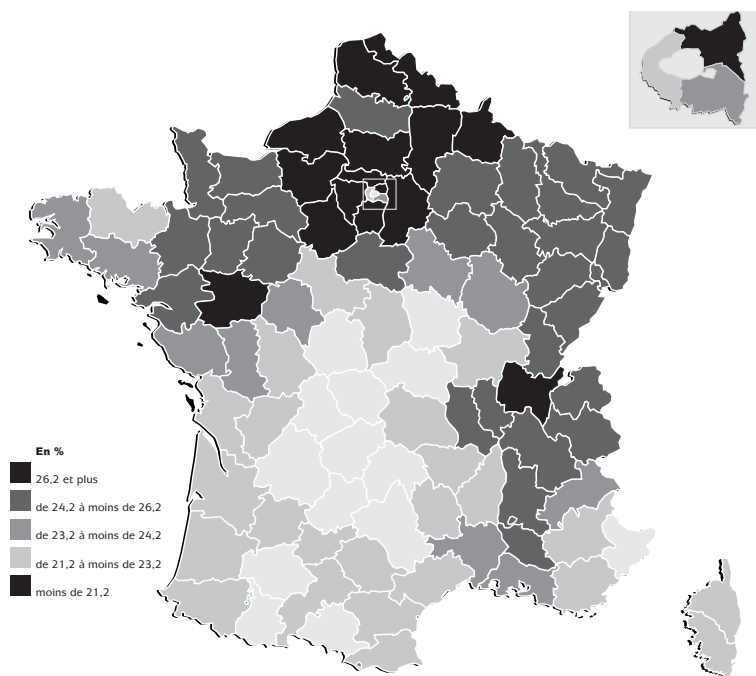 En %
26,2 et plus
de 24,2 à moins de 26,2
de 23,2 à moins de 24,2
de 21,2 à moins de 23,2
moins de 21,2